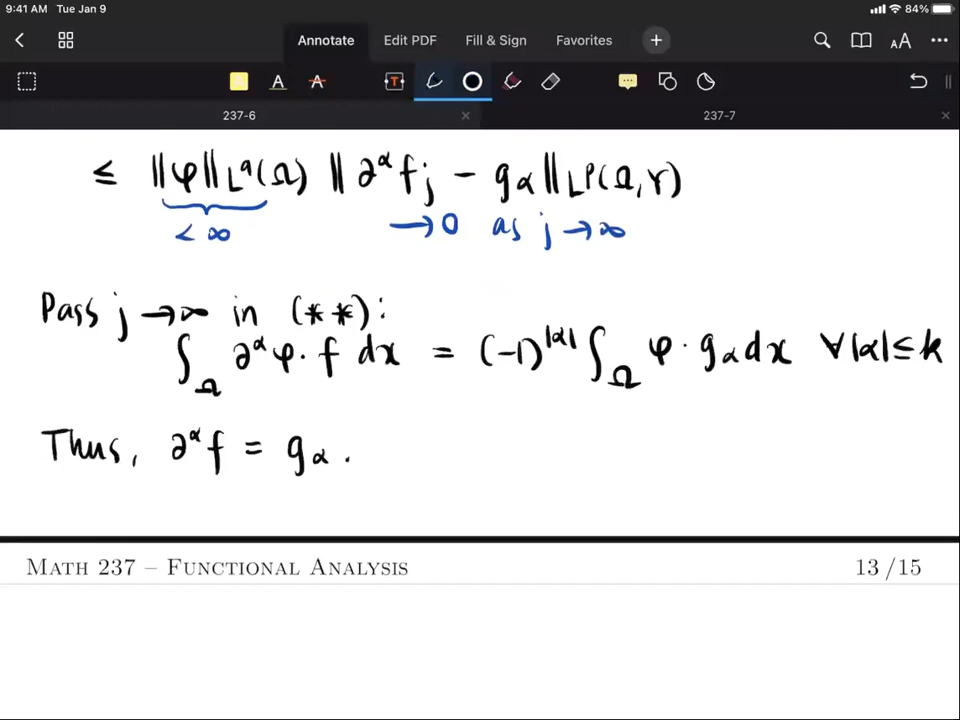 9:41 AM Tue Jan 9 84%
Annotate Edit PDF Fill & Sign Favorites
237-6 237-7
≤ ||φ||L^q(Ω) ||∂^α f_j − g_α||L^p(Ω,r)
< ∞ → 0 as j → ∞
Pass j → ∞ in (**):
∫_Ω ∂^α φ · f dx = (-1)^|α| ∫_Ω φ · g_α dx ∀|α| ≤ k
Thus, ∂^α f = g_α.
MATH 237 – FUNCTIONAL ANALYSIS 13 / 15